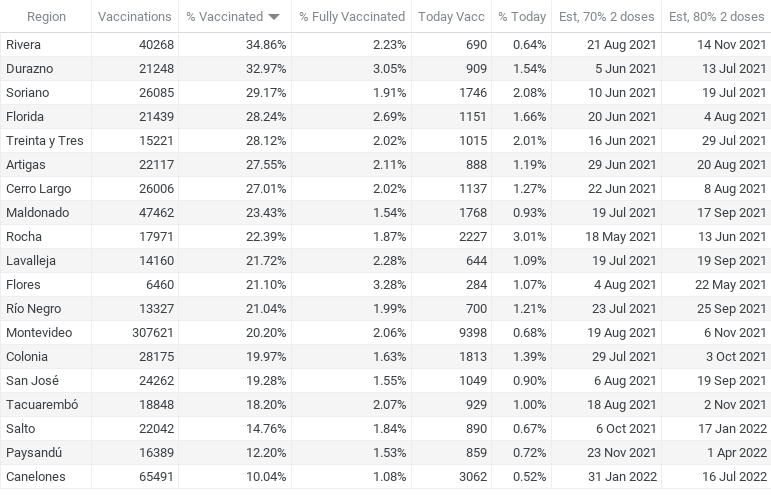 Region Vaccinations % Vaccinated % Fully Vaccinated Today Vacc % Today Est, 70% 2 doses Est, 80% 2 doses
Rivera 40268 34.86% 2.23% 690 0.64% 21 Aug 2021 14 Nov 2021
Durazno 21248 32.97% 3.05% 909 1.54% 5 Jun 2021 13 Jul 2021
Soriano 26085 29.17% 1.91% 1746 2.08% 10 Jun 2021 19 Jul 2021
Florida 21439 28.24% 2.69% 1151 1.66% 20 Jun 2021 4 Aug 2021
Treinta y Tres 15221 28.12% 2.02% 1015 2.01% 16 Jun 2021 29 Jul 2021
Artigas 22117 27.55% 2.11% 888 1.19% 29 Jun 2021 20 Aug 2021
Cerro Largo 26006 27.01% 2.02% 1137 1.27% 22 Jun 2021 8 Aug 2021
Maldonado 47462 23.43% 1.54% 1768 0.93% 19 Jul 2021 17 Sep 2021
Rocha 17971 22.39% 1.87% 2227 3.01% 18 May 2021 13 Jun 2021
Lavalleja 14160 21.72% 2.28% 644 1.09% 19 Jul 2021 19 Sep 2021
Flores 6460 21.10% 3.28% 284 1.07% 4 Aug 2021 22 May 2021
Río Negro 13327 21.04% 1.99% 700 1.21% 23 Jul 2021 25 Sep 2021
Montevideo 307621 20.20% 2.06% 9398 0.68% 19 Aug 2021 6 Nov 2021
Colonia 28175 19.97% 1.63% 1813 1.39% 29 Jul 2021 3 Oct 2021
San José 24262 19.28% 1.55% 1049 0.90% 6 Aug 2021 19 Sep 2021
Tacuarembó 18848 18.20% 2.07% 929 1.00% 18 Aug 2021 2 Nov 2021
Salto 22042 14.76% 1.84% 890 0.67% 6 Oct 2021 17 Jan 2022
Paysandú 16389 12.20% 1.53% 859 0.72% 23 Nov 2021 1 Apr 2022
Canelones 65491 10.04% 1.08% 3062 0.52% 31 Jan 2022 16 Jul 2022